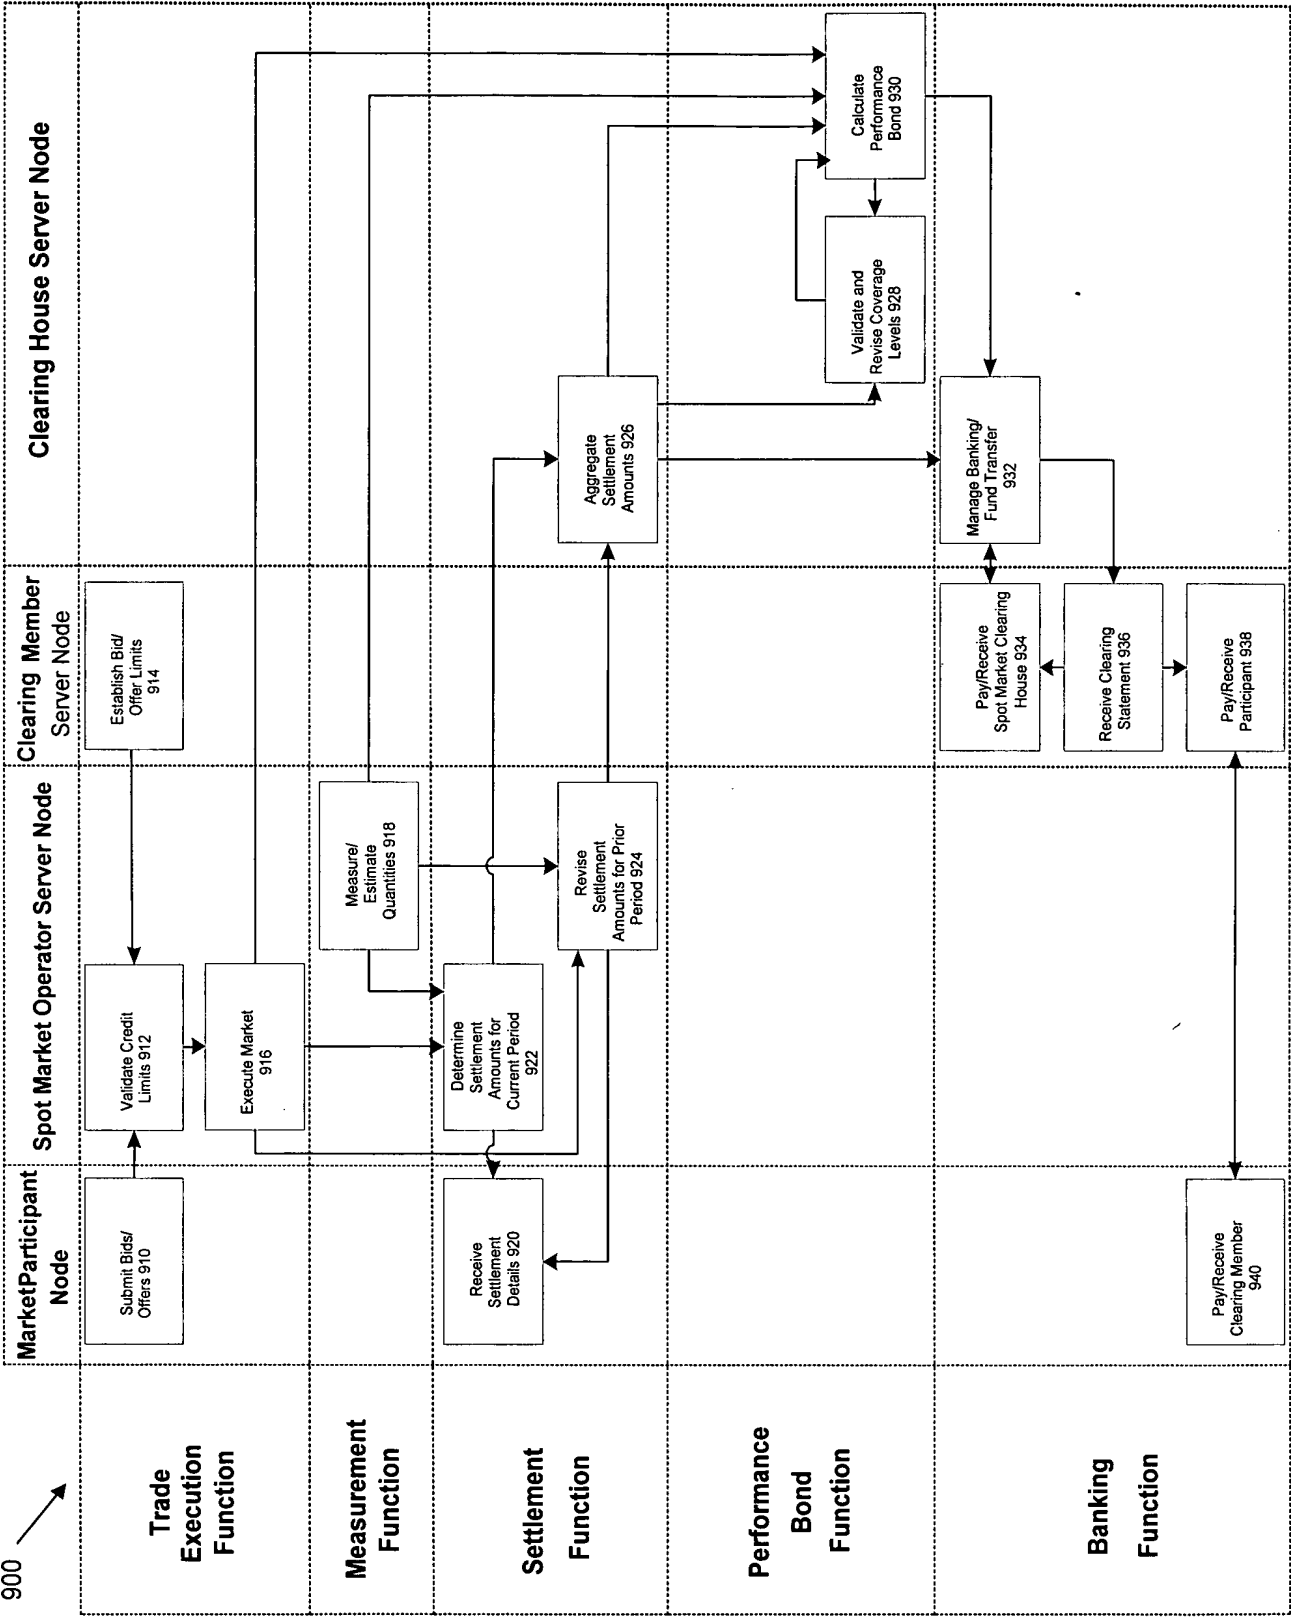 900
MarketParticipant
Node
Spot Market Operator Server Node
Clearing Member
Server Node
Clearing House Server Node
Trade
Execution
Function
Submit Bids/
Offers 910
Validate Credit
Limits 912
Establish Bid/
Offer Limits
914
Execute Market
916
Measurement
Function
Measure/
Estimate
Quantities 918
Settlement
Function
Receive
Settlement
Details 920
Determine
Settlement
Amounts for
Current Period
922
Revise
Settlement
Amounts for Prior
Period 924
Aggregate
Settlement
Amounts 926
Performance
Bond
Function
Validate and
Revise Coverage
Levels 928
Calculate
Performance
Bond 930
Banking
Function
Manage Banking/
Fund Transfer
932
Pay/Receive
Spot Market Clearing
House 934
Receive Clearing
Statement 936
Pay/Receive
Participant 938
Pay/Receive
Clearing Member
940